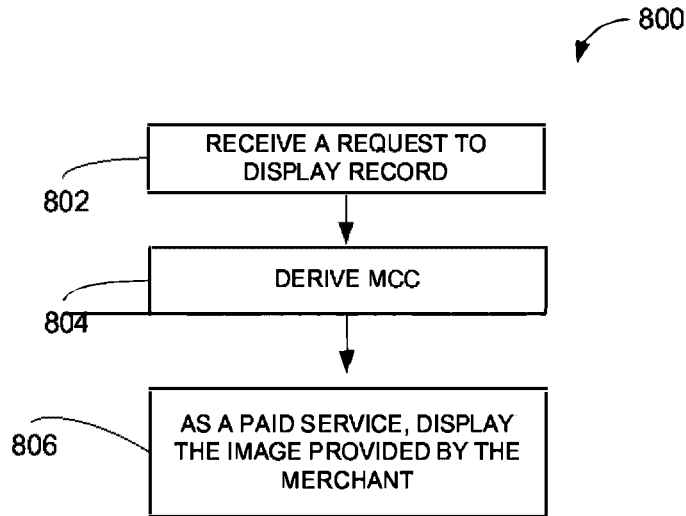 800
RECEIVE A REQUEST TO
DISPLAY RECORD
802
DERIVE MCC
804
AS A PAID SERVICE, DISPLAY
THE IMAGE PROVIDED BY THE
MERCHANT
806